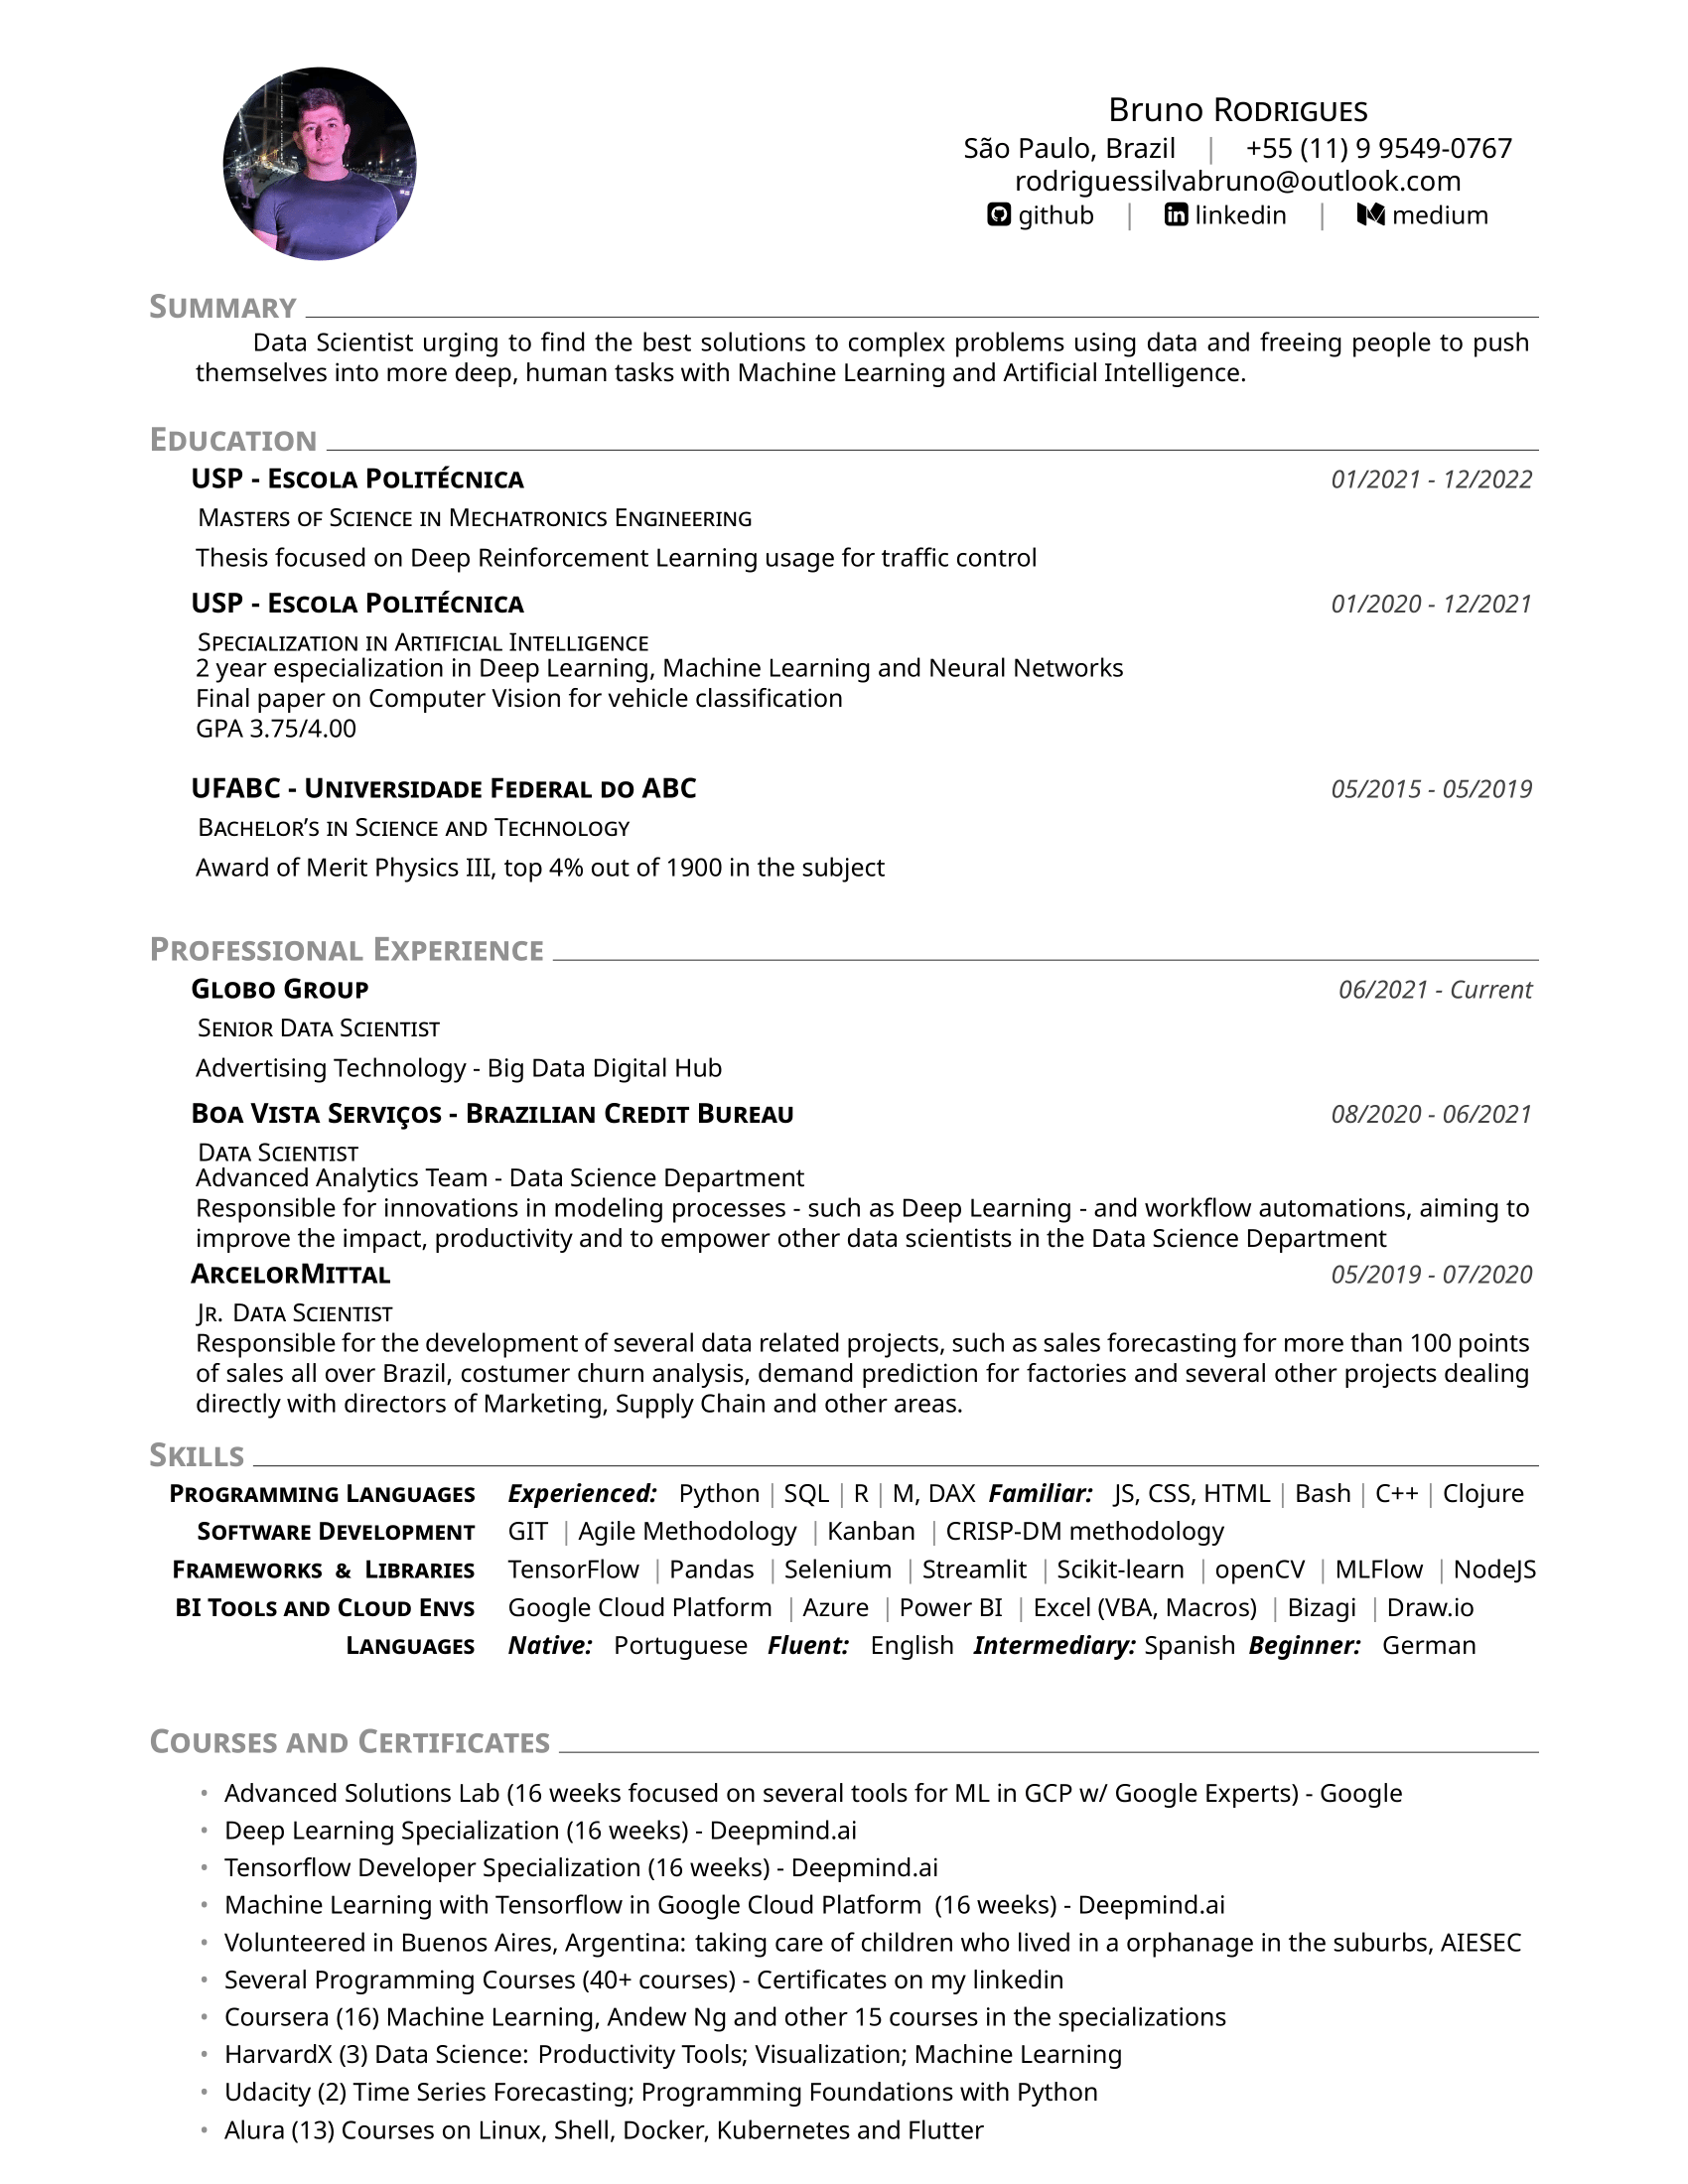 Bruno RODRIGUES
São Paulo, Brazil | +55 (11) 9 9549-0767
rodriguessilvabruno@outlook.com
github | linkedin | medium
SUMMARY
Data Scientist urging to find the best solutions to complex problems using data and freeing people to push
themselves into more deep, human tasks with Machine Learning and Artificial Intelligence.
EDUCATION
USP - ESCOLA POLITÉCNICA 01/2021 - 12/2022
MASTERS OF SCIENCE IN MECHATRONICS ENGINEERING
Thesis focused on Deep Reinforcement Learning usage for traffic control
USP - ESCOLA POLITÉCNICA 01/2020 - 12/2021
SPECIALIZATION IN ARTIFICIAL INTELLIGENCE
2 year especialization in Deep Learning, Machine Learning and Neural Networks
Final paper on Computer Vision for vehicle classification
GPA 3.75/4.00
UFABC - UNIVERSIDADE FEDERAL DO ABC 05/2015 - 05/2019
BACHELOR'S IN SCIENCE AND TECHNOLOGY
Award of Merit Physics III, top 4% out of 1900 in the subject
PROFESSIONAL EXPERIENCE
GLOBO GROUP 06/2021 - Current
SENIOR DATA SCIENTIST
Advertising Technology - Big Data Digital Hub
BOA VISTA SERVIÇOS - BRAZILIAN CREDIT BUREAU 08/2020 - 06/2021
DATA SCIENTIST
Advanced Analytics Team - Data Science Department
Responsible for innovations in modeling processes - such as Deep Learning - and workflow automations, aiming to
improve the impact, productivity and to empower other data scientists in the Data Science Department
ARCELORMITTAL 05/2019 - 07/2020
JR. DATA SCIENTIST
Responsible for the development of several data related projects, such as sales forecasting for more than 100 points
of sales all over Brazil, costumer churn analysis, demand prediction for factories and several other projects dealing
directly with directors of Marketing, Supply Chain and other areas.
SKILLS
PROGRAMMING LANGUAGES Experienced: Python | SQL | R | M, DAX Familiar: JS, CSS, HTML | Bash | C++ | Clojure
SOFTWARE DEVELOPMENT GIT | Agile Methodology | Kanban | CRISP-DM methodology
FRAMEWORKS & LIBRARIES TensorFlow | Pandas | Selenium | Streamlit | Scikit-learn | openCV | MLFlow | NodeJS
BI TOOLS AND CLOUD ENVS Google Cloud Platform | Azure | Power BI | Excel (VBA, Macros) | Bizagi | Draw.io
LANGUAGES Native: Portuguese Fluent: English Intermediary: Spanish Beginner: German
COURSES AND CERTIFICATES
• Advanced Solutions Lab (16 weeks focused on several tools for ML in GCP w/ Google Experts) - Google
• Deep Learning Specialization (16 weeks) - Deepmind.ai
• Tensorflow Developer Specialization (16 weeks) - Deepmind.ai
• Machine Learning with Tensorflow in Google Cloud Platform (16 weeks) - Deepmind.ai
• Volunteered in Buenos Aires, Argentina: taking care of children who lived in a orphanage in the suburbs, AIESEC
• Several Programming Courses (40+ courses) - Certificates on my linkedin
• Coursera (16) Machine Learning, Andew Ng and other 15 courses in the specializations
• HarvardX (3) Data Science: Productivity Tools; Visualization; Machine Learning
• Udacity (2) Time Series Forecasting; Programming Foundations with Python
• Alura (13) Courses on Linux, Shell, Docker, Kubernetes and Flutter